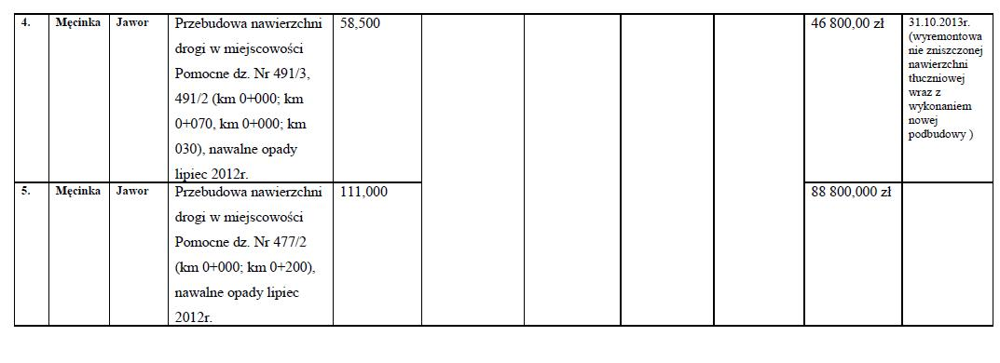 4. Męcinka Jawor Przebudowa nawierzchni 58,500 46 800,00 zł 31.10.2013r.
drogi w miejscowości (wyremontowa
Pomocne dz. Nr 491/3, nie zniszczonej
491/2 (km 0+000; km nawierzchni
0+070, km 0+000; km tłuczniowej
030), nawalne opady wraz z
lipiec 2012r. wykonaniem
nowej
podbudowy )
5. Męcinka Jawor Przebudowa nawierzchni 111,000 88 800,000 zł
drogi w miejscowości
Pomocne dz. Nr 477/2
(km 0+000; km 0+200),
nawalne opady lipiec
2012r.